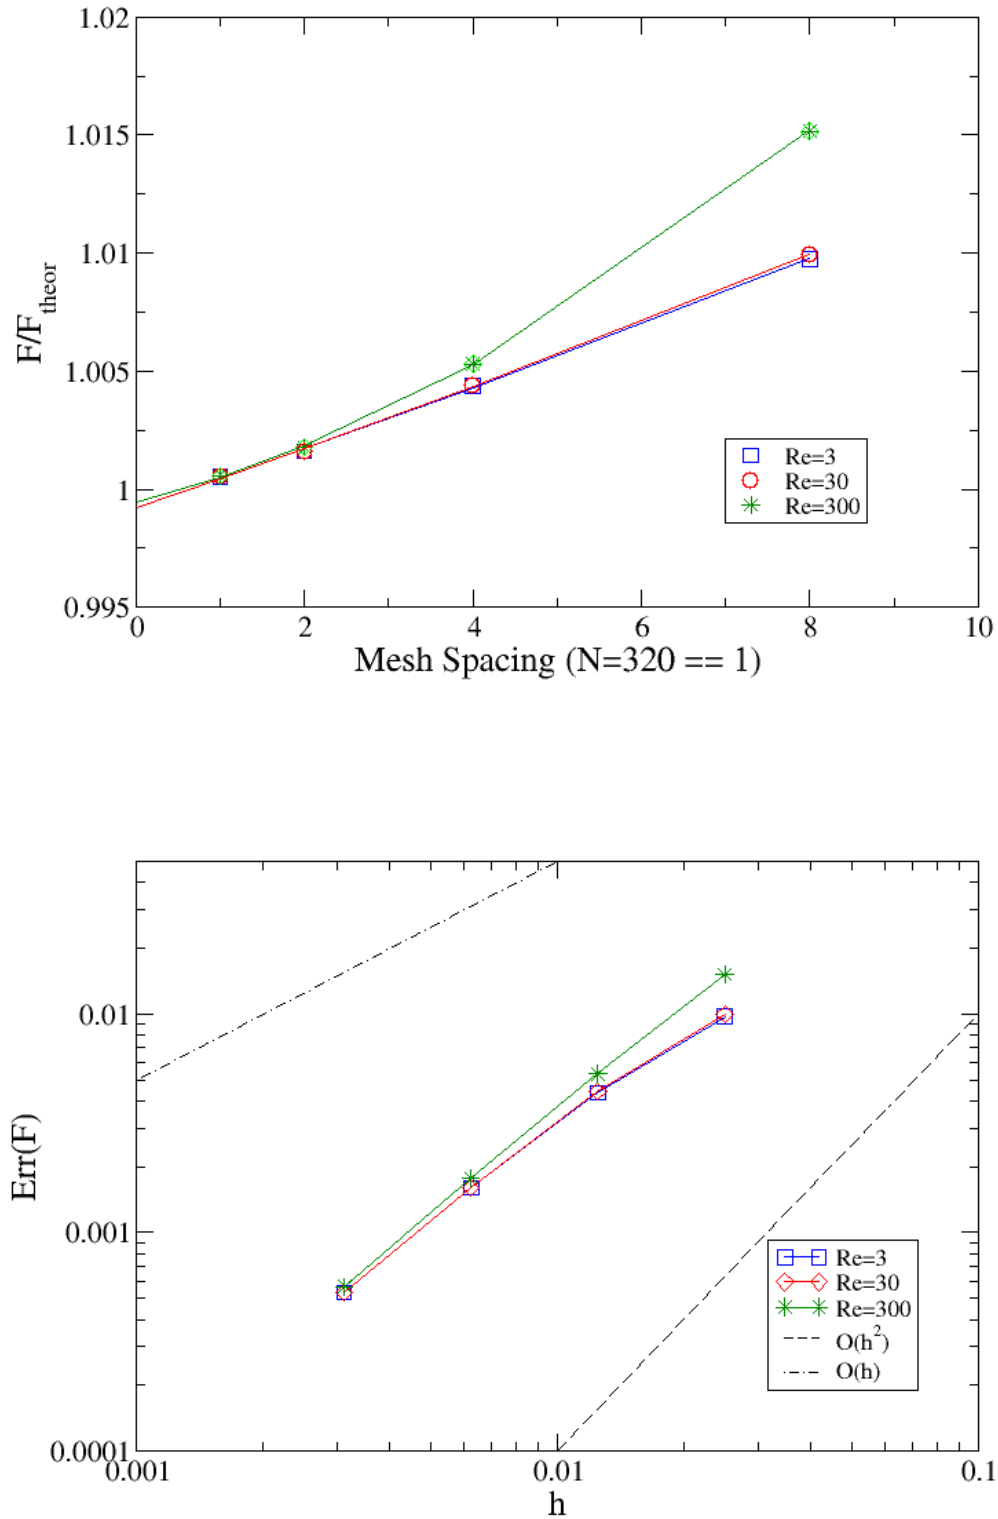 1.02
1.015
1.01
1.005
1
0.995
F/F_theor
0 2 4 6 8 10
Mesh Spacing (N=320 == 1)
Re=3
Re=30
Re=300
0.01
0.001
0.0001
Err(F)
0.001 0.01 0.1
h
Re=3
Re=30
Re=300
O(h²)
O(h)